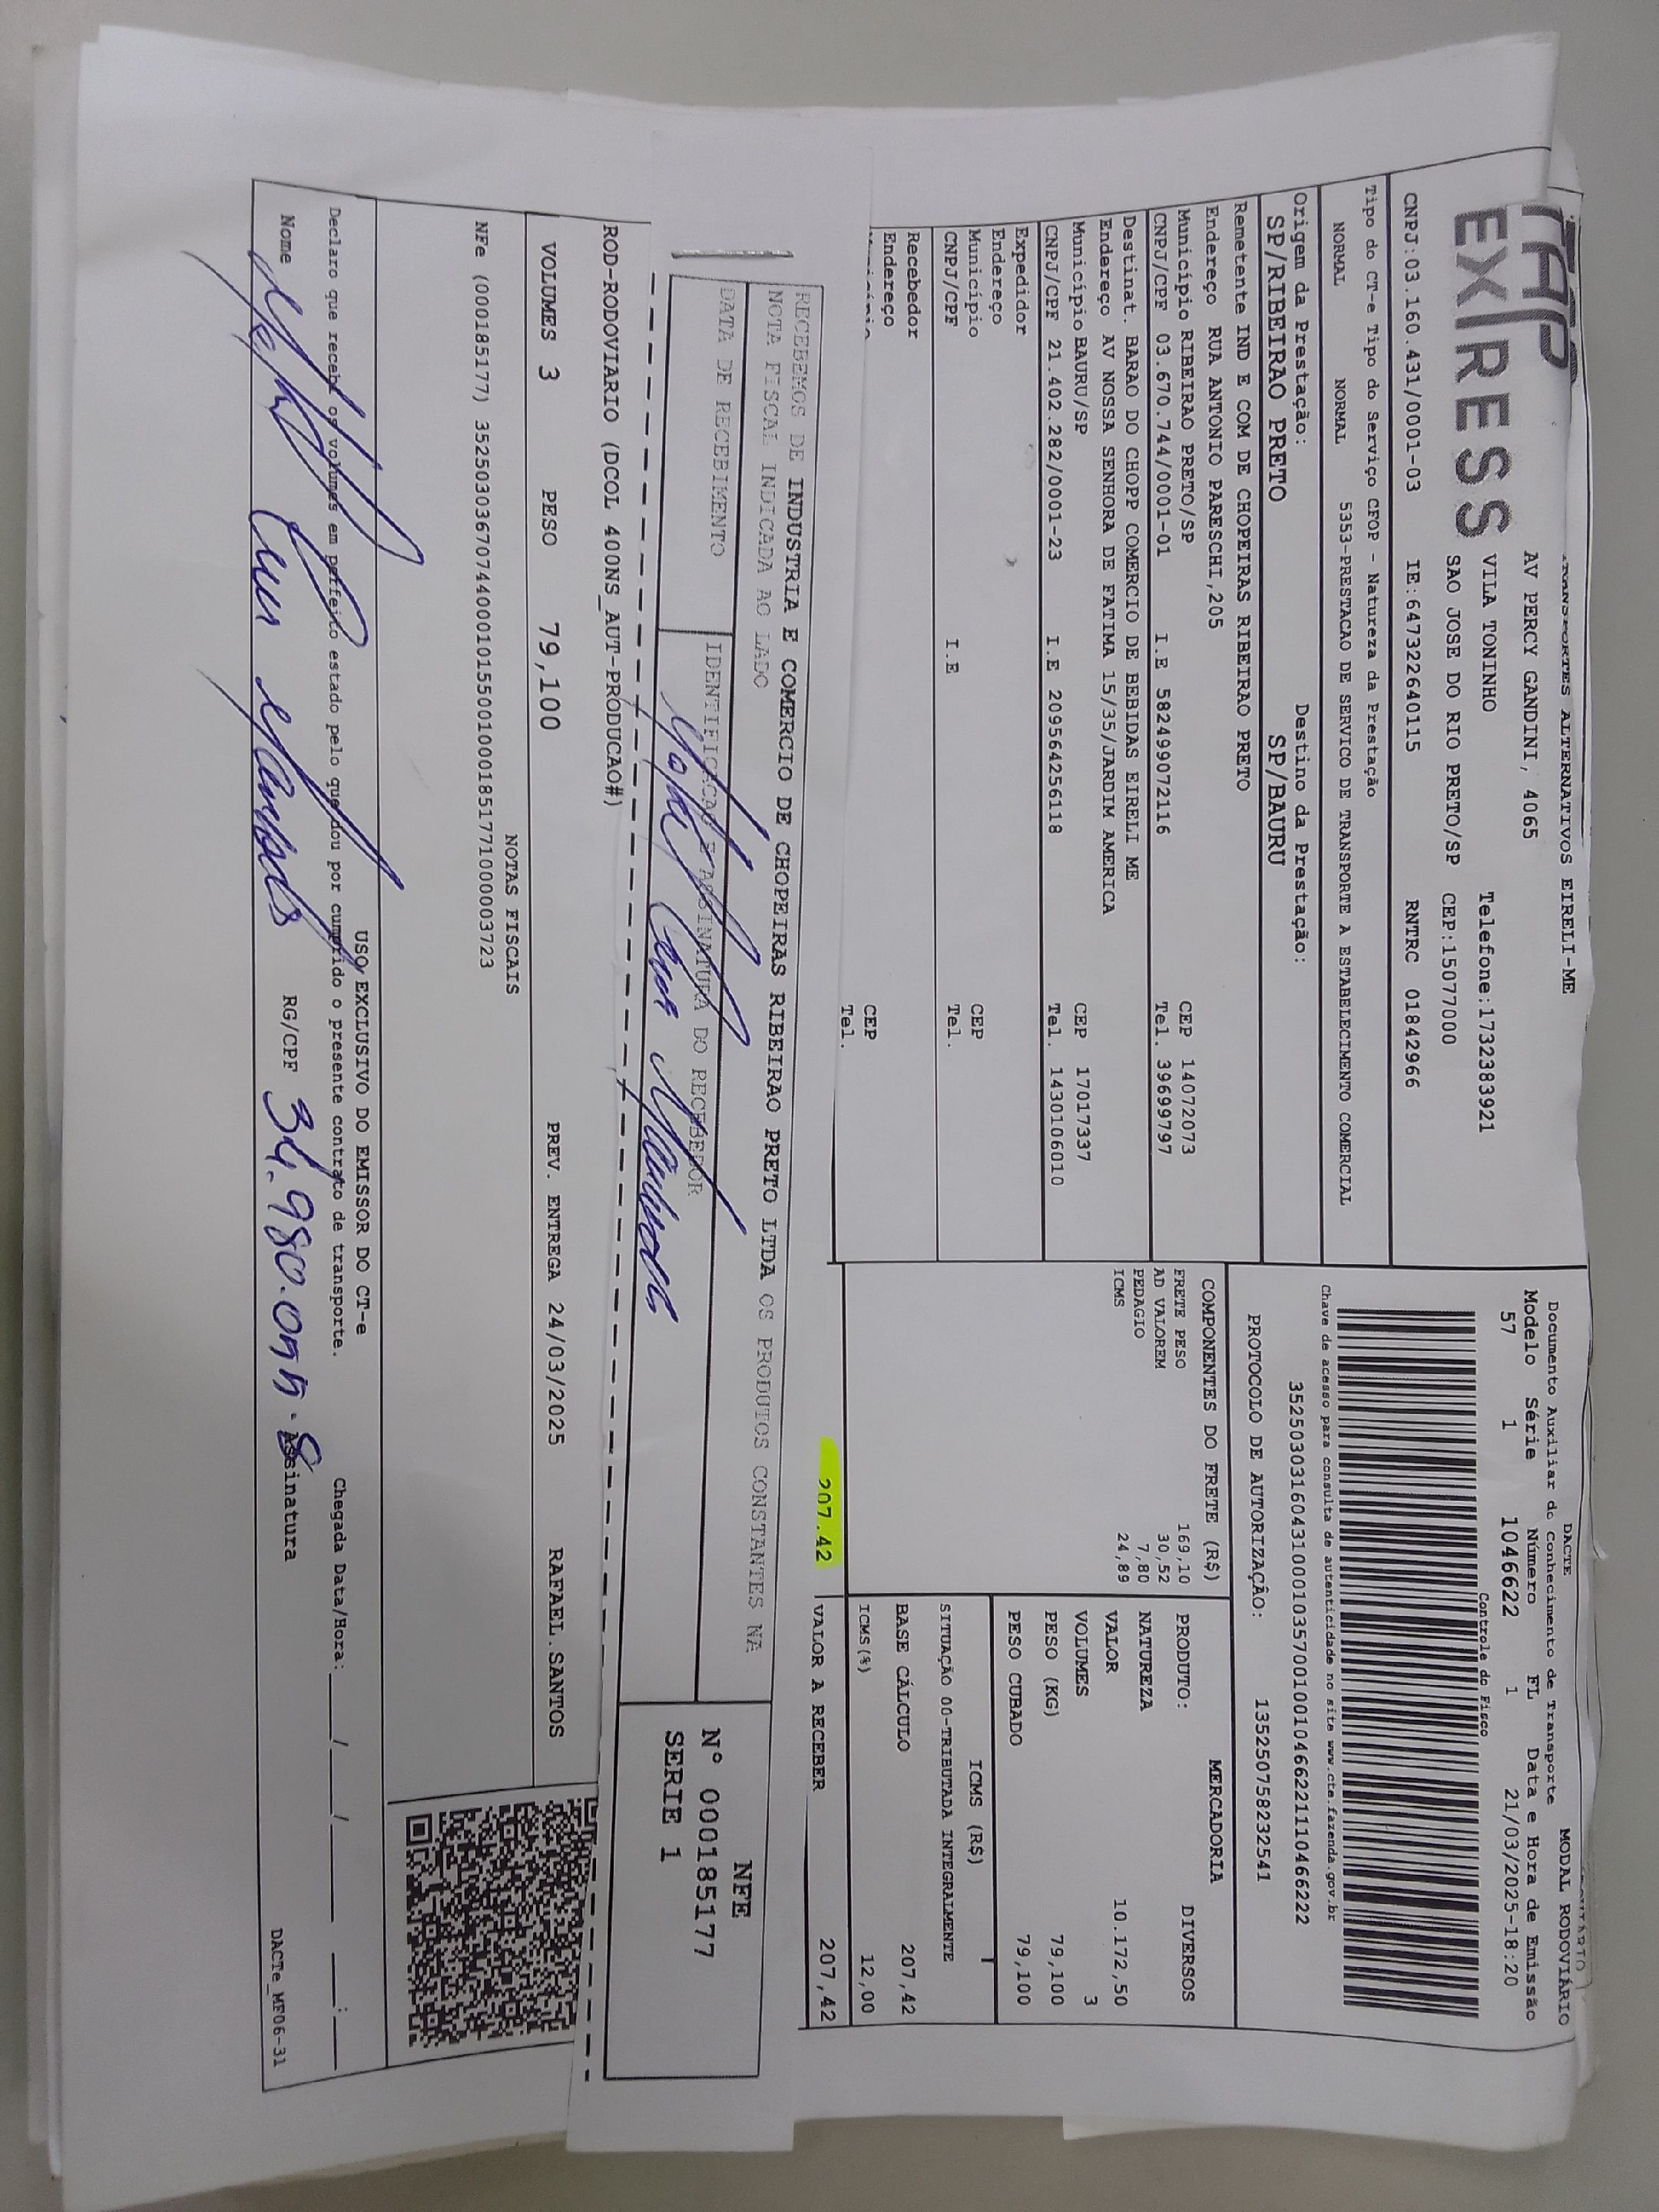 TAP
EXPRESS
TRANSPORTES ALTERNATIVOS EIRELI-ME
AV PERCY GANDINI, 4065
VILA TONINHO Telefone:1732383921
SAO JOSE DO RIO PRETO/SP CEP:15077000
CNPJ:03.160.431/0001-03 IE:647322640115 RNTRC 01842966
Tipo do CT-e Tipo do Serviço CFOP - Natureza da Prestação
NORMAL NORMAL 5353-PRESTACAO DE SERVICO DE TRANSPORTE A ESTABELECIMENTO COMERCIAL
Origem da Prestação: Destino da Prestação:
SP/RIBEIRAO PRETO SP/BAURU
Remetente IND E COM DE CHOPEIRAS RIBEIRAO PRETO
Endereço RUA ANTONIO PARESCHI,205
Município RIBEIRAO PRETO/SP CEP 14072073
CNPJ/CPF 03.670.744/0001-01 I.E 582499072116 Tel. 39699797
Destinat. BARAO DO CHOPP COMERCIO DE BEBIDAS EIRELI ME
Endereço AV NOSSA SENHORA DE FATIMA 15/35/JARDIM AMERICA
Município BAURU/SP CEP 17017337
CNPJ/CPF 21.402.282/0001-23 I.E 209564256118 Tel. 1430106010
Expedidor
Endereço
Município CEP
CNPJ/CPF I.E Tel.
Recebedor
Endereço
CEP
Tel.
DACTE MODAL RODOVIÁRIO
Documento Auxiliar do Conhecimento de Transporte
Modelo Série Número FL Data e Hora de Emissão
57 1 1046622 1 21/03/2025-18:20
Controle do Fisco
Chave de acesso para consulta de autenticidade no site www.cte.fazenda.gov.br
35250303160431000103570010010466221110466222
PROTOCOLO DE AUTORIZAÇÃO: 135250758232541
COMPONENTES DO FRETE (R$)
FRETE PESO 169,10
AD VALOREM 30,52
PEDAGIO 7,80
ICMS 24,89
207.42
MERCADORIA
PRODUTO: DIVERSOS
NATUREZA
VALOR 10.172,50
VOLUMES 3
PESO (KG) 79,100
PESO CUBADO 79,100
ICMS (R$)
SITUAÇÃO 00-TRIBUTADA INTEGRALMENTE
BASE CÁLCULO 207,42
ICMS(%) 12,00
VALOR A RECEBER 207,42
RECEBEMOS DE INDUSTRIA E COMERCIO DE CHOPEIRAS RIBEIRAO PRETO LTDA OS PRODUTOS CONSTANTES NA
NOTA FISCAL INDICADA AO LADO
DATA DE RECEBIMENTO IDENTIFICACAO E ASSINATURA DO RECEBEDOR
NFE
N° 000185177
SERIE 1
ROD-RODOVIARIO (DCOL 400NS_AUT-PRODUCAO#)
VOLUMES 3 PESO 79,100 PREV. ENTREGA 24/03/2025 RAFAEL.SANTOS
NOTAS FISCAIS
NFe (000185177) 35250303670744000101550010001851771000003723
USO EXCLUSIVO DO EMISSOR DO CT-e
Declaro que recebi os volumes em perfeito estado pelo que dou por cumprido o presente contrato de transporte. Chegada Data/Hora: ___/___/______ ___:___
Nome RG/CPF Assinatura
DACTe_MF06-31